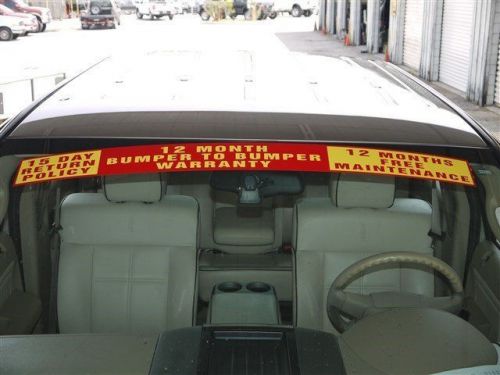 15 DAY
RETURN
POLICY
12 MONTH
BUMPER TO BUMPER
WARRANTY
12 MONTHS
FREE
MAINTENANCE